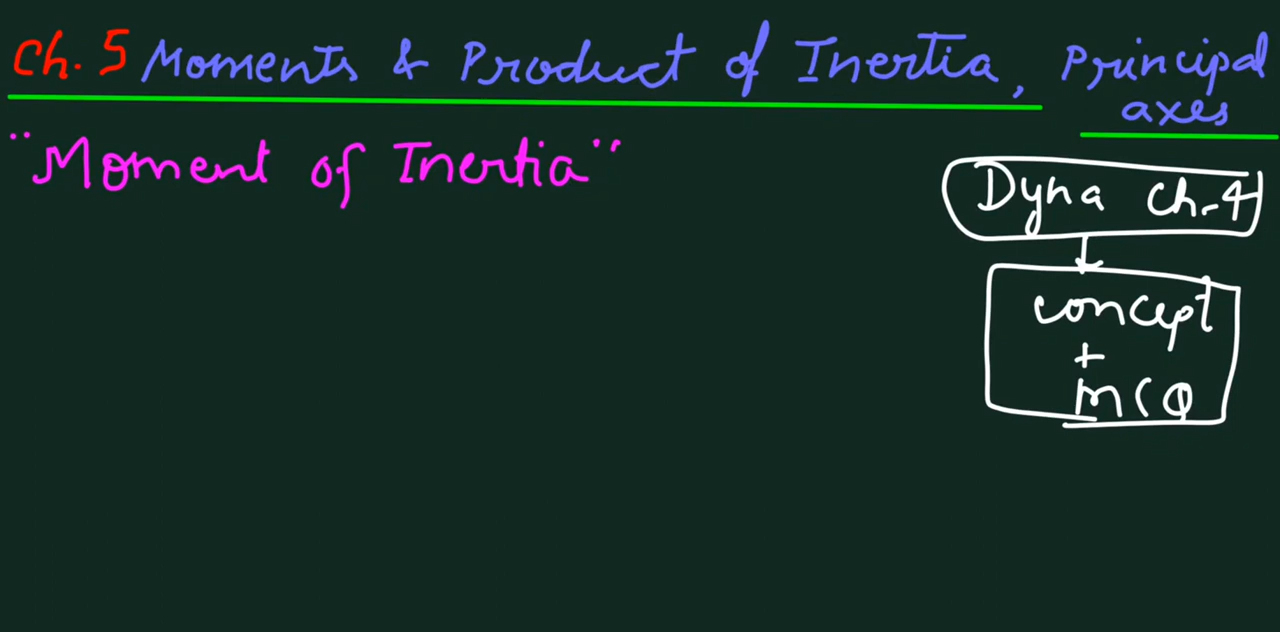 Ch. 5 Moments & Product of Inertia, Principal
axes
"Moment of Inertia"
Dyna Ch-4
concept
+
MCQ